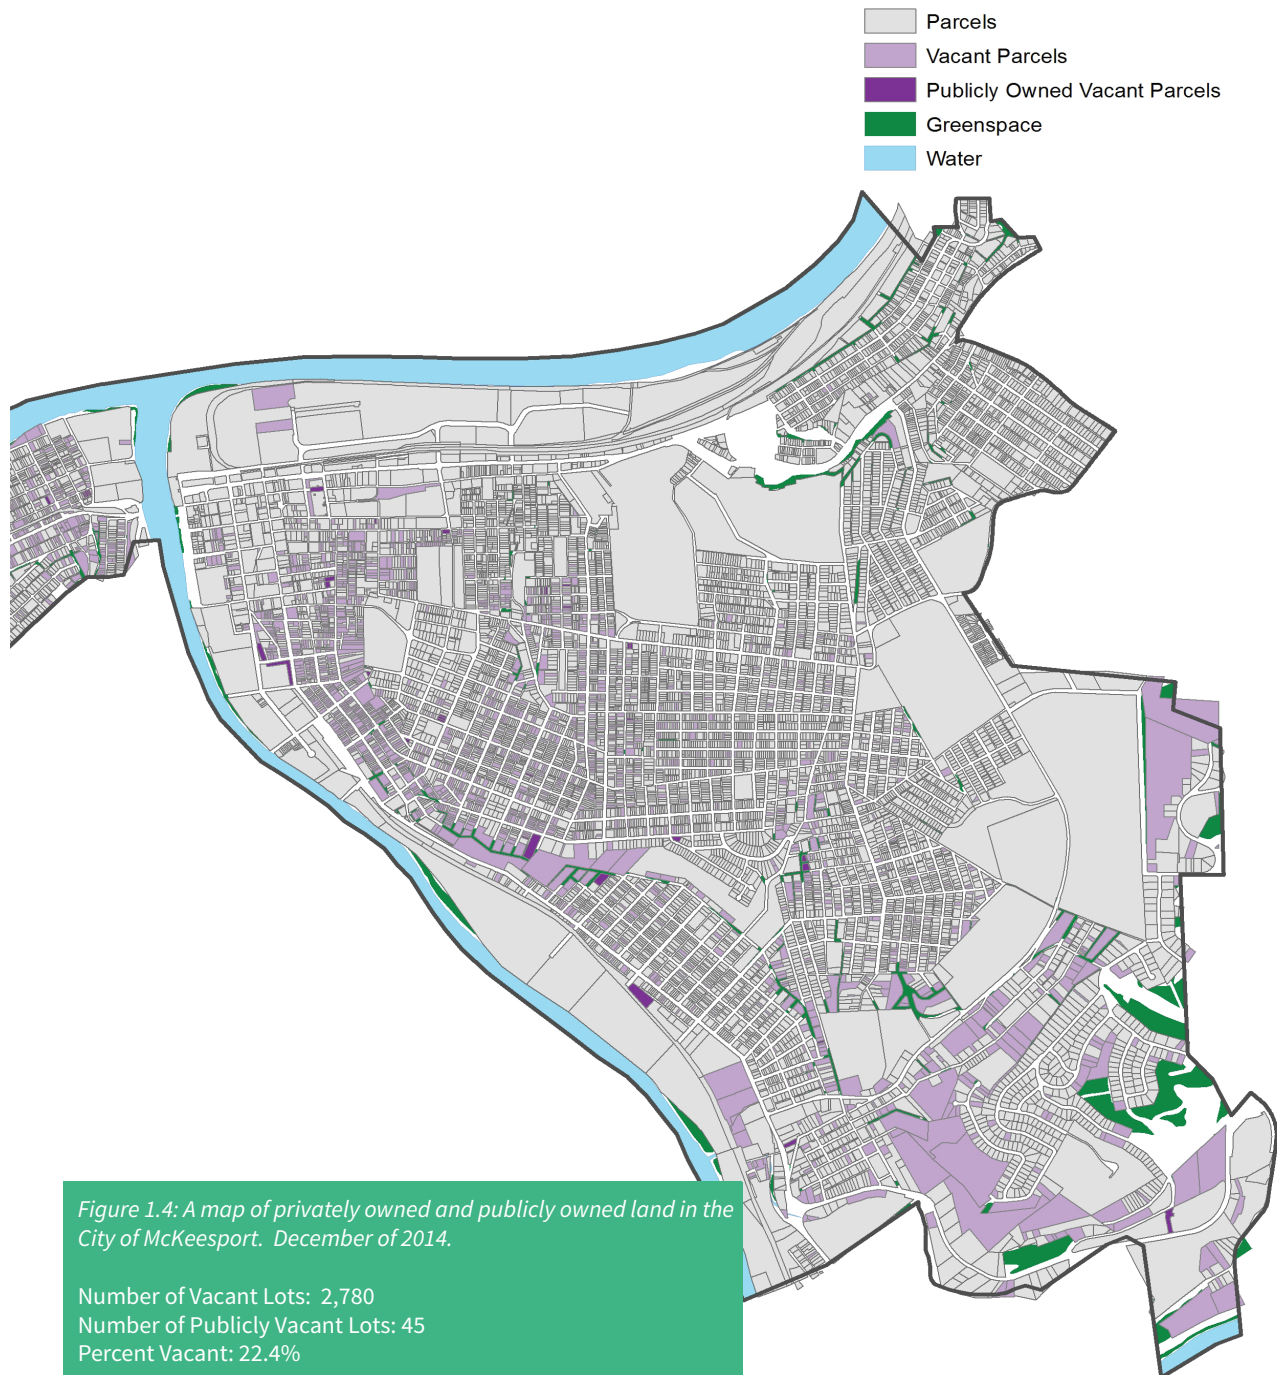 Parcels
Vacant Parcels
Publicly Owned Vacant Parcels
Greenspace
Water
Figure 1.4: A map of privately owned and publicly owned land in the
City of McKeesport.  December of 2014.
Number of Vacant Lots:  2,780
Number of Publicly Vacant Lots: 45
Percent Vacant: 22.4%